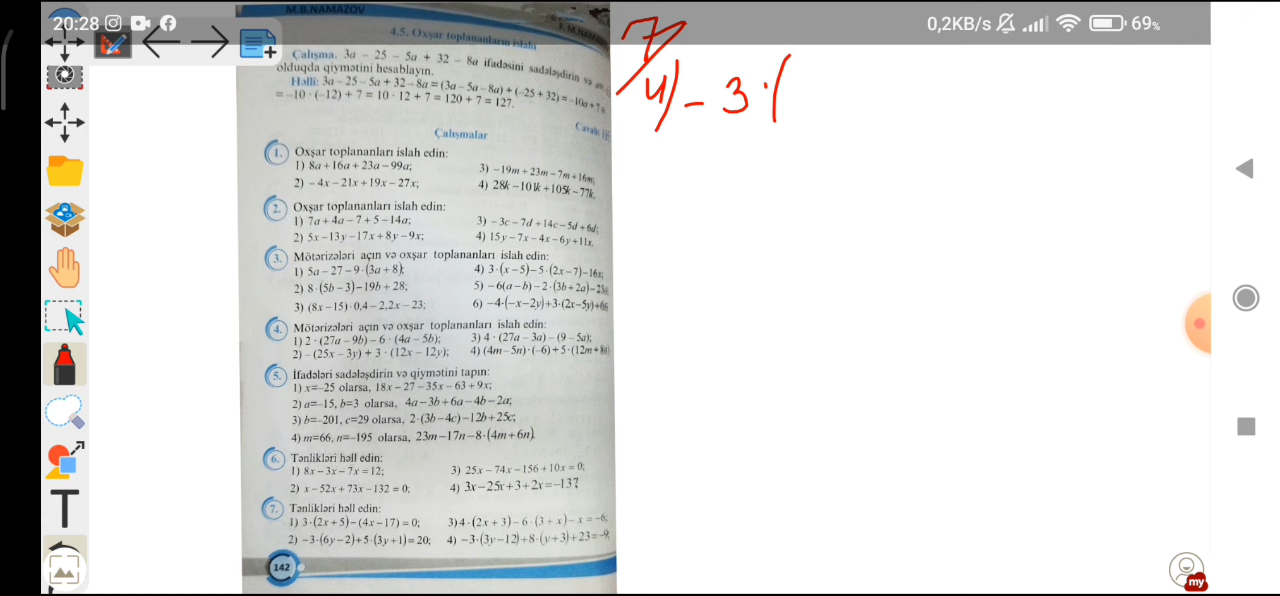 20:28
0,2KB/s
69%
M.B.NAMAZOV
4.5. Oxşar toplananların islahı
Çalışma. 3a − 25 − 5a + 32 − 8a ifadəsini sadələşdirin və
olduqda qiymətini hesablayın.
Həlli: 3a−25−5a+32−8a=(3a−5a−8a)+(−25+32)=−10a+7
=−10·(−12)+7=10·12+7=120+7=127.
Çalışmalar
1. Oxşar toplananları islah edin:
1) 8a+16a+23a−99a; 3) −19m+23m−7m+16m;
2) −4x−21x+19x−27x; 4) 28k−101k+105k−77k.
2. Oxşar toplananları islah edin:
1) 7a+4a−7+5−14a; 3) −3c−7d+14c−5d+6d;
2) 5x−13y−17x+8y−9x; 4) 15y−7x−4x−6y+11x.
3. Mötərizələri açın və oxşar toplananları islah edin:
1) 5a−27−9·(3a+8); 4) 3·(x−5)−5·(2x−7)−16x;
2) 8·(5b−3)−19b+28; 5) −6(a−b)−2·(3b+2a)−
3) (8x−15)·0,4−2,2x−23; 6) −4·(−x−2y)+3·(2x−5y)+
4. Mötərizələri açın və oxşar toplananları islah edin:
1) 2·(27a−9b)−6·(4a−5b); 3) 4·(27a−3a)−(9−5a);
2) −(25x−3y)+3·(12x−12y); 4) (4m−5n)·(−6)+5·(12m+
5. İfadələri sadələşdirin və qiymətini tapın:
1) x=−25 olarsa, 18x−27−35x−63+9x;
2) a=−15, b=3 olarsa, 4a−3b+6a−4b−2a;
3) b=−201, c=29 olarsa, 2·(3b−4c)−12b+25c;
4) m=66, n=−195 olarsa, 23m−17n−8·(4m+6n).
6. Tənlikləri həll edin:
1) 8x−3x−7x=12; 3) 25x−74x−156+10x=0;
2) x−52x+73x−132=0; 4) 3x−25x+3+2x=−137
7. Tənlikləri həll edin:
1) 3·(2x+5)−(4x−17)=0; 3) 4·(2x+3)−6·(3+x)−x=−6;
2) −3·(6y−2)+5·(3y+1)=20; 4) −3·(3y−12)+8·(y+3)+23=−9;
142
7
4) − 3·(
T
my